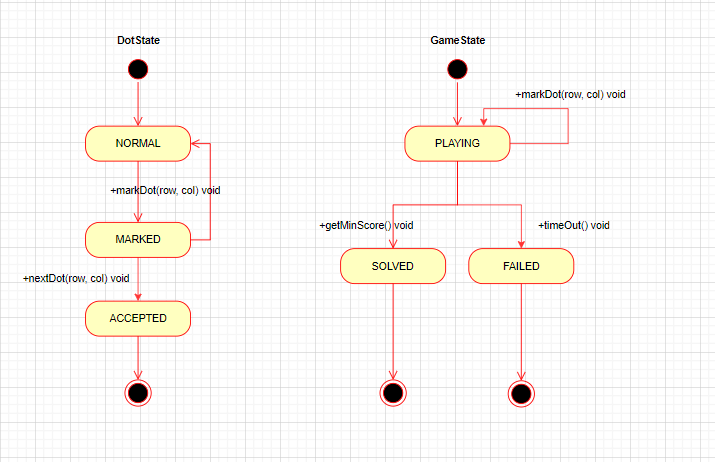 DotState
GameState
+markDot(row, col) void
NORMAL
PLAYING
+markDot(row, col) void
+getMinScore() void
+timeOut() void
MARKED
SOLVED
FAILED
+nextDot(row, col) void
ACCEPTED